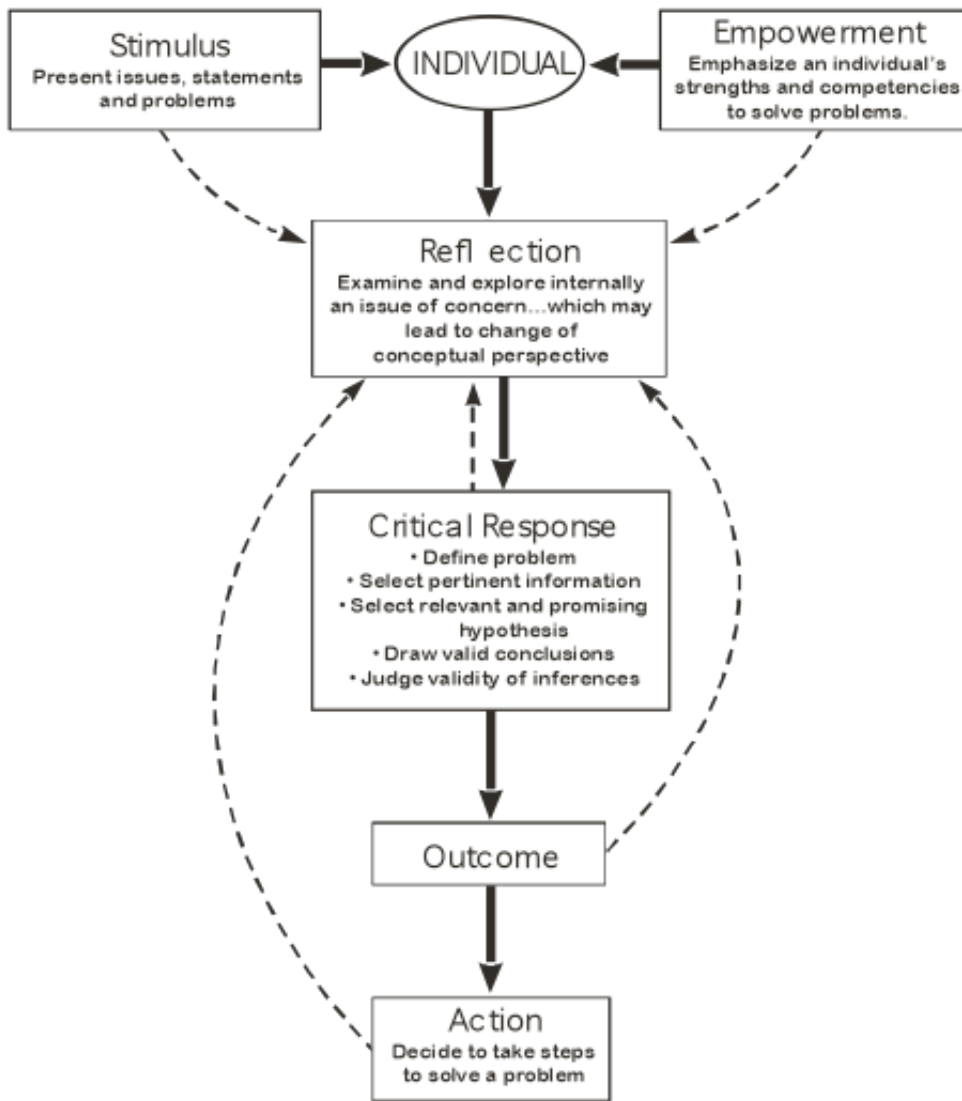 Stimulus
Present issues, statements
and problems
INDIVIDUAL
Empowerment
Emphasize an individual's
strengths and competencies
to solve problems.
Refl ection
Examine and explore internally
an issue of concern...which may
lead to change of
conceptual perspective
Critical Response
• Define problem
• Select pertinent information
• Select relevant and promising
hypothesis
• Draw valid conclusions
• Judge validity of inferences
Outcome
Action
Decide to take steps
to solve a problem